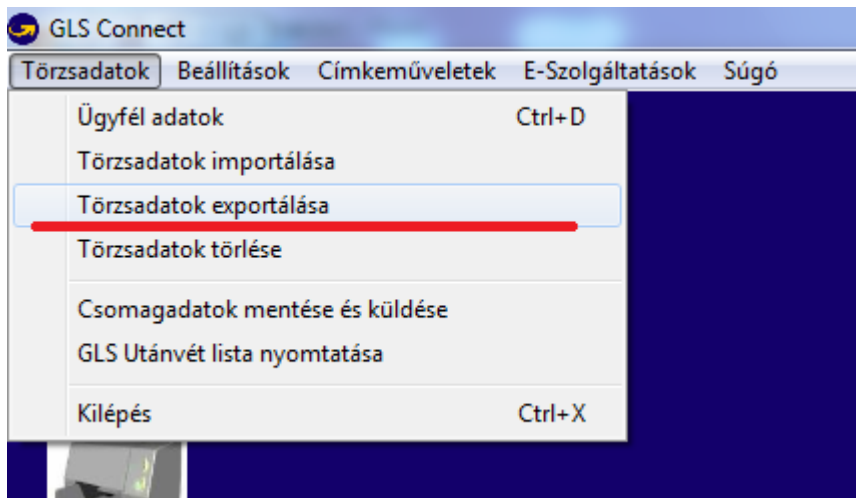 GLS Connect
Törzsadatok Beállítások Címkeműveletek E-Szolgáltatások Súgó
Ügyfél adatok Ctrl+D
Törzsadatok importálása
Törzsadatok exportálása
Törzsadatok törlése
Csomagadatok mentése és küldése
GLS Utánvét lista nyomtatása
Kilépés Ctrl+X